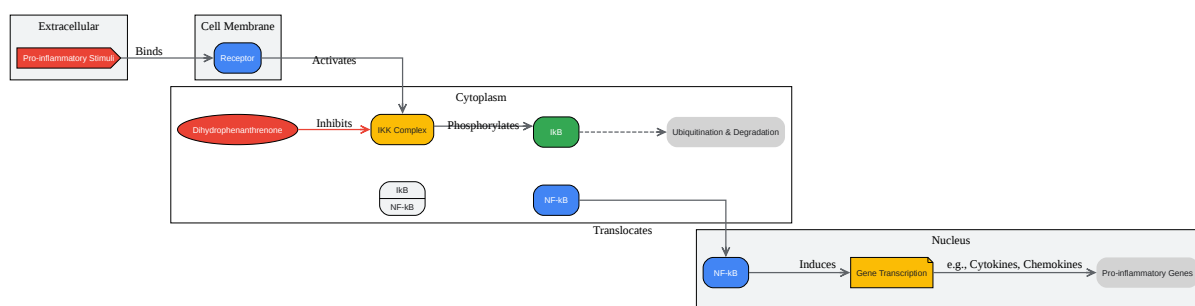 Extracellular
Cell Membrane
Pro-inflammatory Stimuli
Binds
Receptor
Activates
Cytoplasm
Dihydrophenanthrenone
Inhibits
IKK Complex
Phosphorylates
IkB
Ubiquitination & Degradation
IkB
NF-kB
NF-kB
Translocates
Nucleus
NF-kB
Induces
Gene Transcription
e.g., Cytokines, Chemokines
Pro-inflammatory Genes